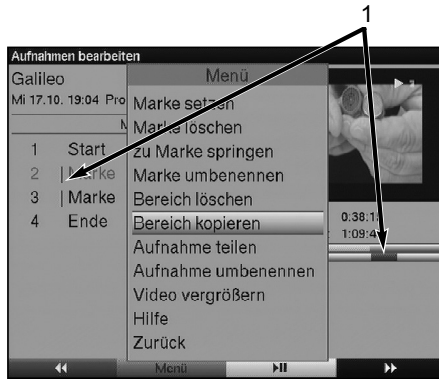 1
Aufnahmen bearbeiten
Galileo
Mi 17.10. 19:04 Pro
Menü
Marke setzen
Marke löschen
zu Marke springen
Marke umbenennen
Bereich löschen
Bereich kopieren
Aufnahme teilen
Aufnahme umbenennen
Video vergrößern
Hilfe
Zurück
1 Start
2 Marke
3 Marke
4 Ende
0:38:1
1:09:4
Menü